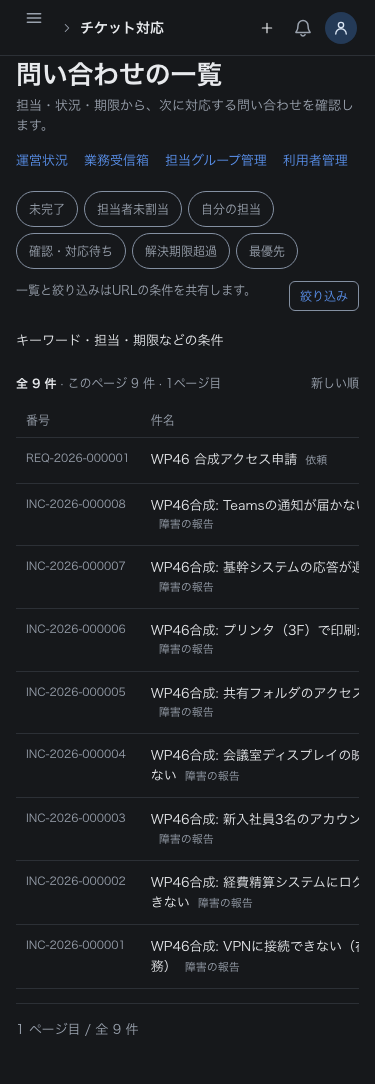 チケット対応
問い合わせの一覧
担当・状況・期限から、次に対応する問い合わせを確認し
ます。
運営状況 業務受信箱 担当グループ管理 利用者管理
未完了 担当者未割当 自分の担当
確認・対応待ち 解決期限超過 最優先
一覧と絞り込みはURLの条件を共有します。 絞り込み
キーワード・担当・期限などの条件
全 9 件 · このページ 9 件 · 1ページ目 新しい順
番号 件名
REQ-2026-000001 WP46 合成アクセス申請 依頼
INC-2026-000008 WP46合成: Teamsの通知が届かない
障害の報告
INC-2026-000007 WP46合成: 基幹システムの応答が
障害の報告
INC-2026-000006 WP46合成: プリンタ（3F）で印刷
障害の報告
INC-2026-000005 WP46合成: 共有フォルダのアクセス
障害の報告
INC-2026-000004 WP46合成: 会議室ディスプレイの
ない 障害の報告
INC-2026-000003 WP46合成: 新入社員3名のアカウン
障害の報告
INC-2026-000002 WP46合成: 経費精算システムにログ
きない 障害の報告
INC-2026-000001 WP46合成: VPNに接続できない（
務） 障害の報告
1 ページ目 / 全 9 件